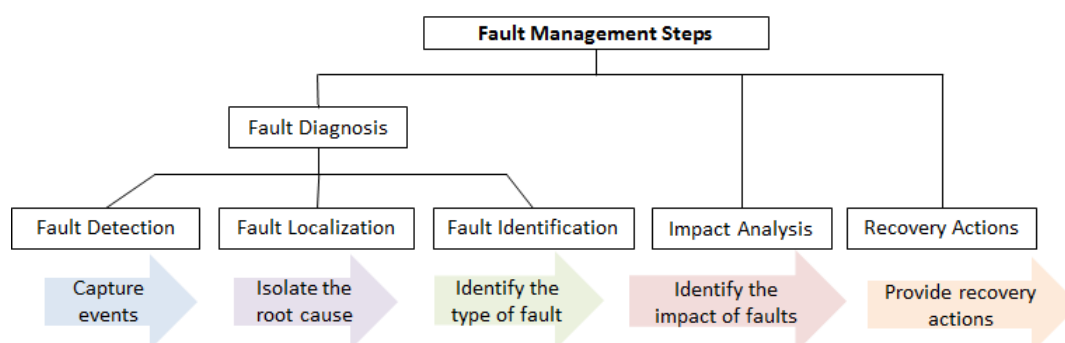 Fault Management Steps
Fault Diagnosis
Fault Detection
Fault Localization
Fault Identification
Impact Analysis
Recovery Actions
Capture
events
Isolate the
root cause
Identify the
type of fault
Identify the
impact of faults
Provide recovery
actions